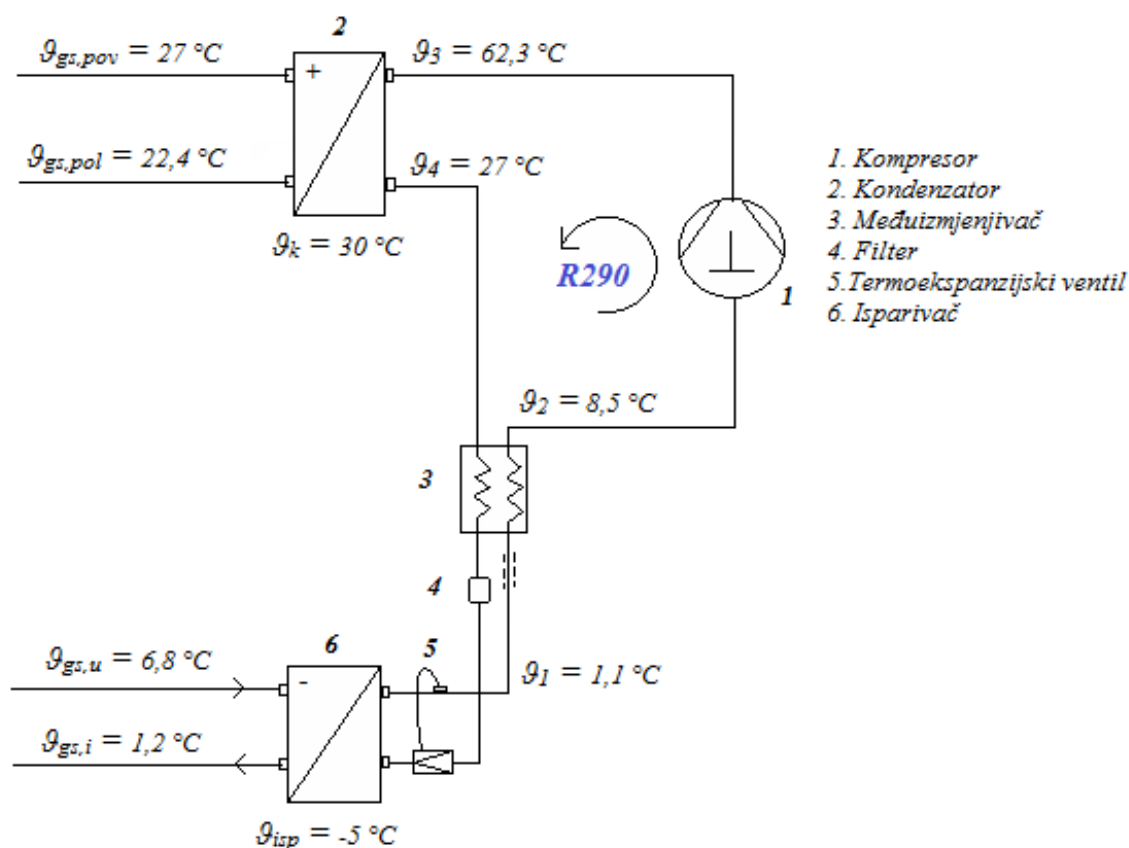 2
ϑgs,pov = 27 °C
ϑ3 = 62,3 °C
+
ϑgs,pol = 22,4 °C
ϑ4 = 27 °C
ϑk = 30 °C
R290
1
1. Kompresor
2. Kondenzator
3. Međuizmjenjivač
4. Filter
5.Termoekspanzijski ventil
6. Isparivač
ϑ2 = 8,5 °C
3
4
6
5
ϑgs,u = 6,8 °C
-
ϑ1 = 1,1 °C
ϑgs,i = 1,2 °C
ϑisp = -5 °C